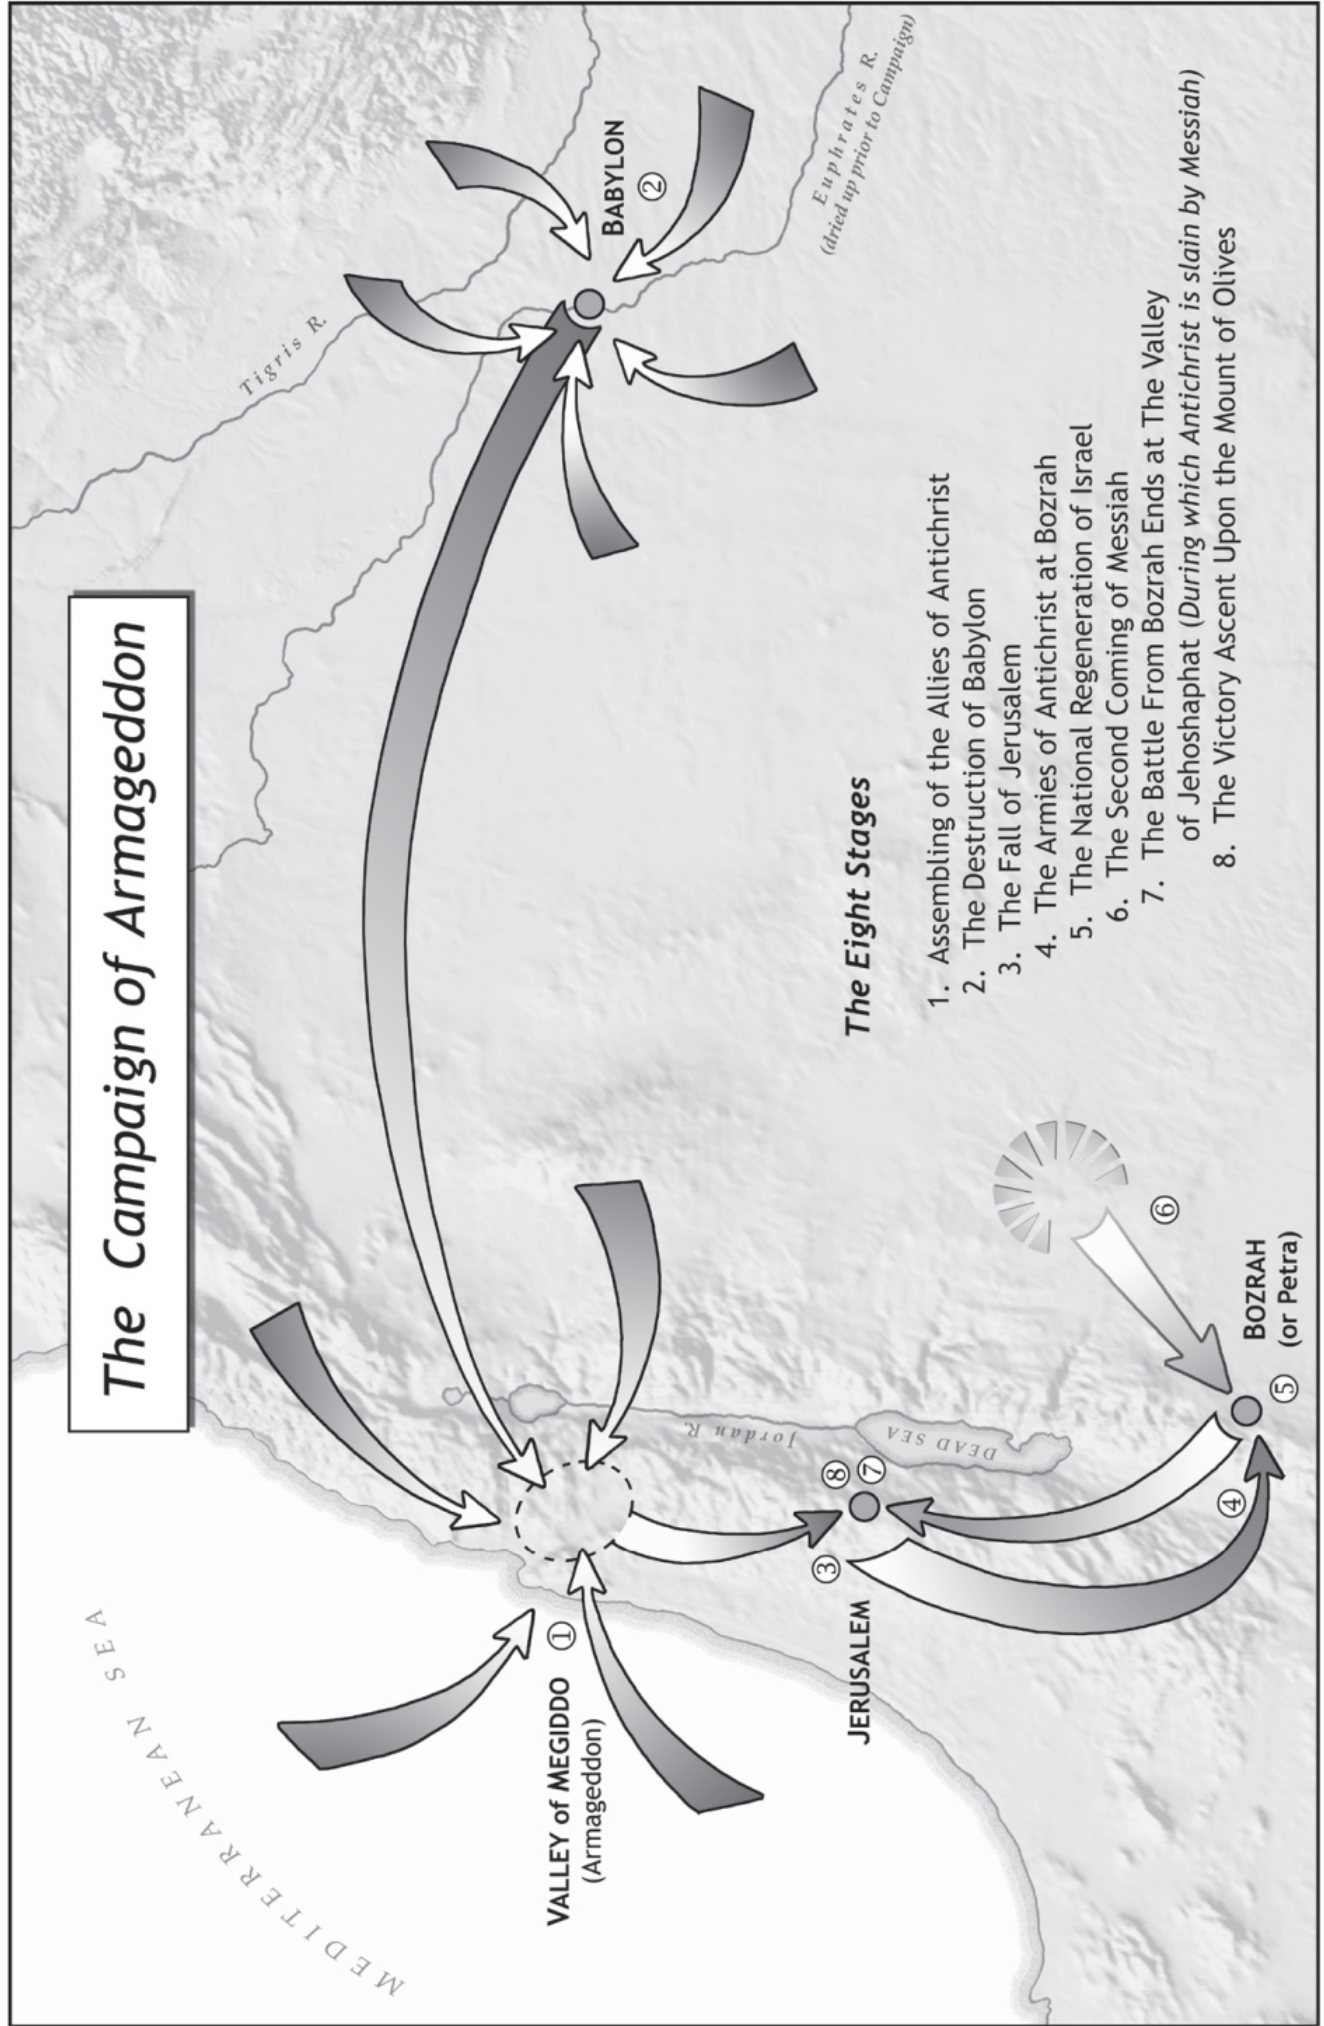 The Campaign of Armageddon
MEDITERRANEAN SEA
Tigris R.
Euphrates R.
(dried up prior to Campaign)
BABYLON
②
VALLEY of MEGIDDO ①
(Armageddon)
Jordan R.
DEAD SEA
JERUSALEM
③
⑧
⑦
④
⑥
BOZRAH
(or Petra)
⑤
The Eight Stages
1. Assembling of the Allies of Antichrist
2. The Destruction of Babylon
3. The Fall of Jerusalem
4. The Armies of Antichrist at Bozrah
5. The National Regeneration of Israel
6. The Second Coming of Messiah
7. The Battle From Bozrah Ends at The Valley
of Jehoshaphat (During which Antichrist is slain by Messiah)
8. The Victory Ascent Upon the Mount of Olives